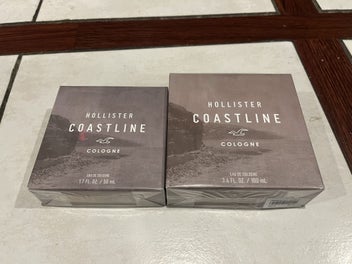 HOLLISTER
COASTLINE
COLOGNE
EAU DE COLOGNE
1.7 FL. OZ / 50 mL
HOLLISTER
COASTLINE
COLOGNE
EAU DE COLOGNE
3.4 FL. OZ / 100 mL